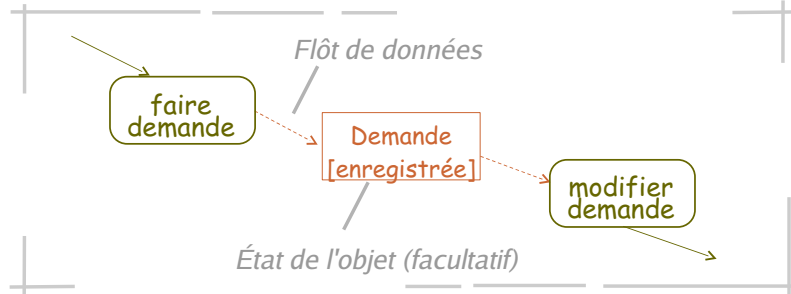 Flôt de données
faire
demande
Demande
[enregistrée]
modifier
demande
État de l'objet (facultatif)